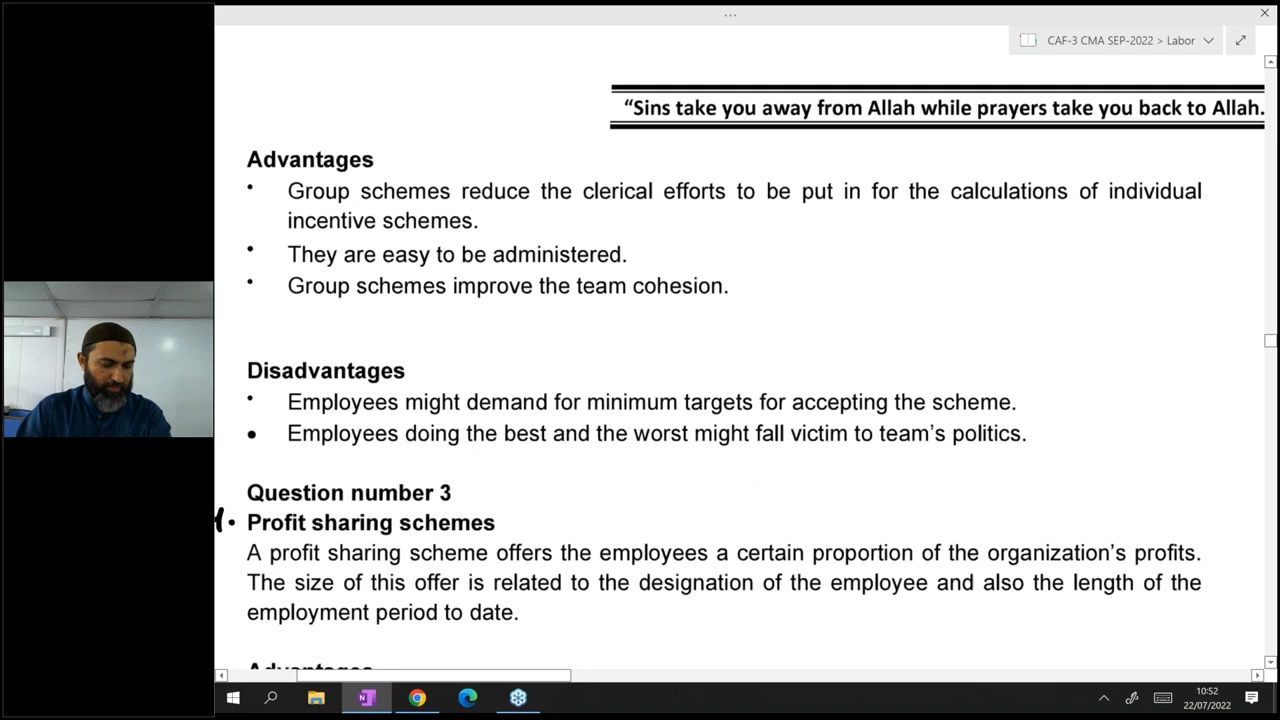 CAF-3 CMA SEP-2022 > Labor
“Sins take you away from Allah while prayers take you back to Allah.
Advantages
• Group schemes reduce the clerical efforts to be put in for the calculations of individual
incentive schemes.
• They are easy to be administered.
• Group schemes improve the team cohesion.
Disadvantages
• Employees might demand for minimum targets for accepting the scheme.
• Employees doing the best and the worst might fall victim to team’s politics.
Question number 3
• Profit sharing schemes
A profit sharing scheme offers the employees a certain proportion of the organization’s profits.
The size of this offer is related to the designation of the employee and also the length of the
employment period to date.
Advantages
10:52
22/07/2022